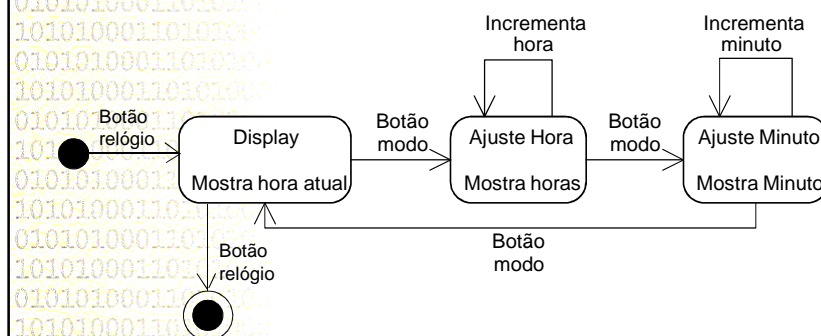 Incrementa
hora
Incrementa
minuto
Botão
relógio
Display
Mostra hora atual
Botão
modo
Ajuste Hora
Mostra horas
Botão
modo
Ajuste Minuto
Mostra Minuto
Botão
relógio
Botão
modo